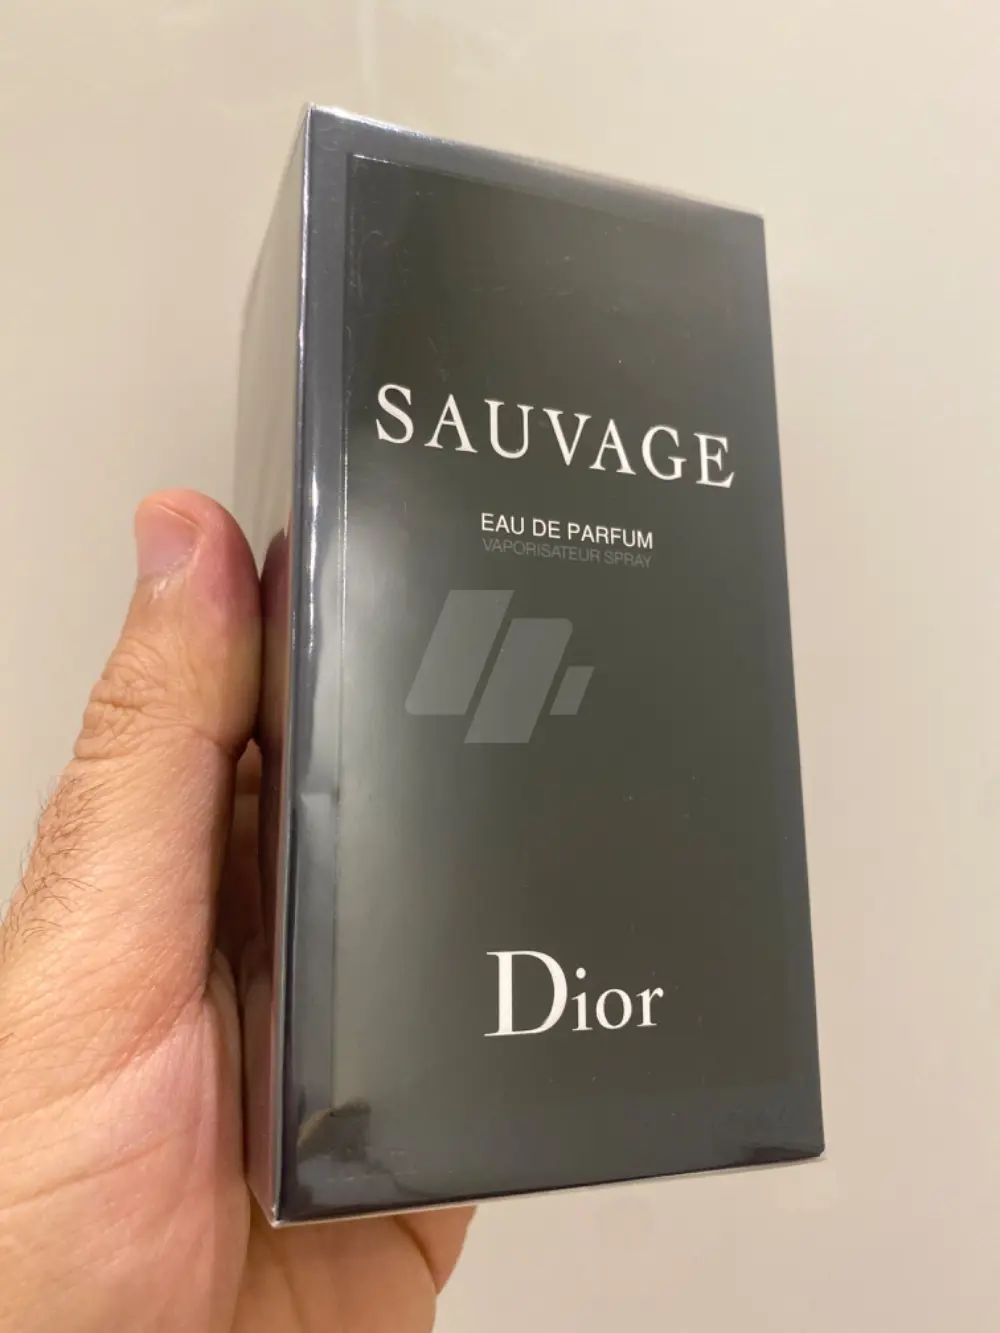 SAUVAGE
EAU DE PARFUM
VAPORISATEUR SPRAY
Dior